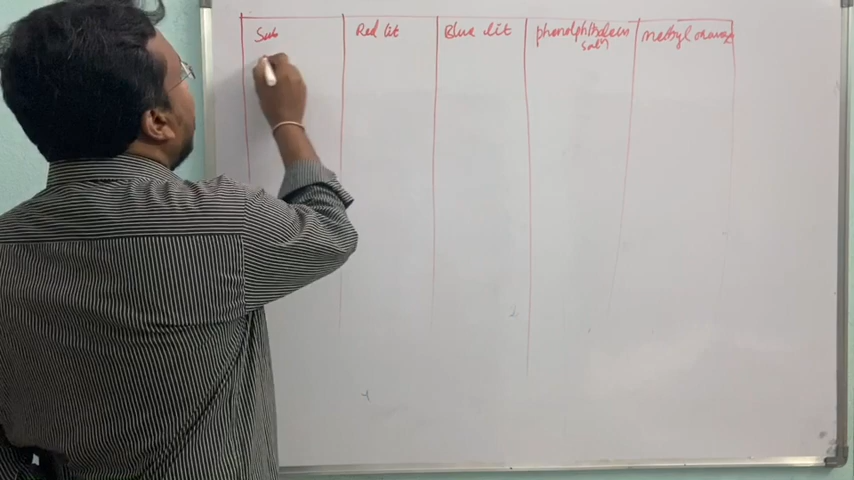 Sub
Red lit
Blue lit
phenolphthalein
soln
methyl orange